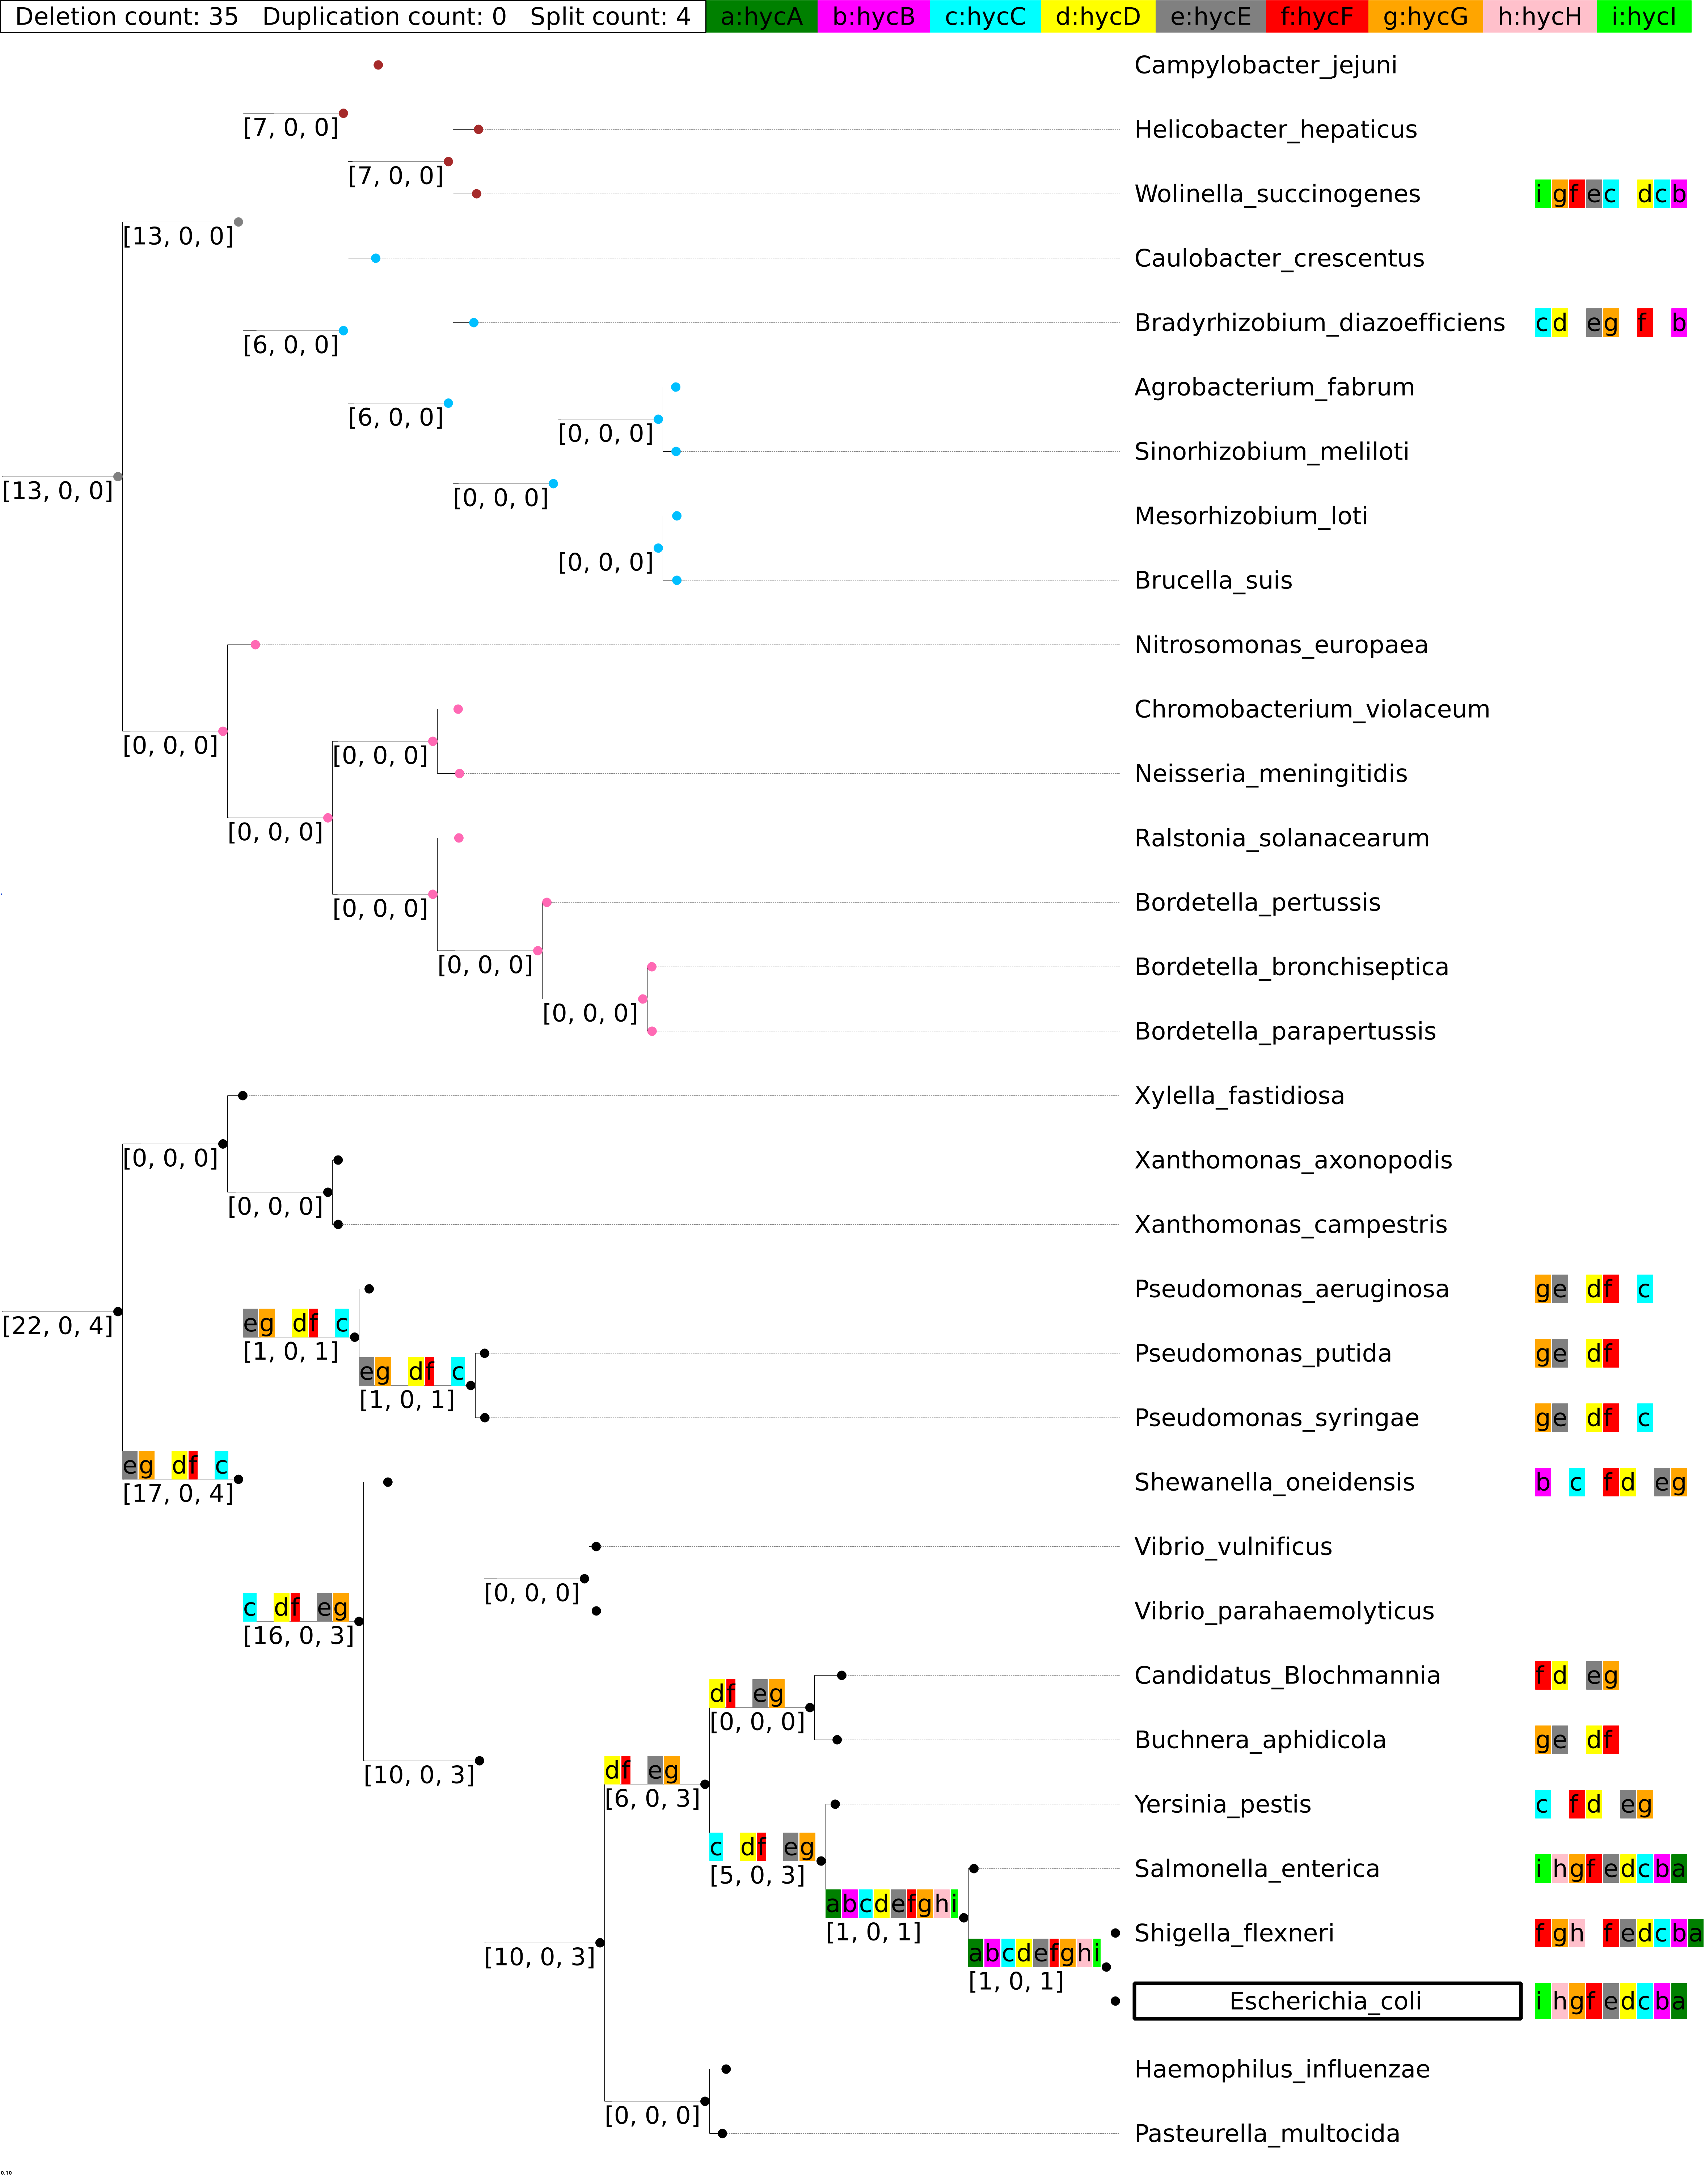 Deletion count: 35 Duplication count: 0 Split count: 4 a:hycA b:hycB c:hycC d:hycD e:hycE f:hycF g:hycG h:hycH i:hycI
Campylobacter_jejuni
[7, 0, 0]
Helicobacter_hepaticus
[7, 0, 0]
Wolinella_succinogenes i g f e c d c b
[13, 0, 0]
Caulobacter_crescentus
Bradyrhizobium_diazoefficiens c d e g f b
[6, 0, 0]
Agrobacterium_fabrum
[6, 0, 0]
[0, 0, 0]
Sinorhizobium_meliloti
[13, 0, 0]
[0, 0, 0]
Mesorhizobium_loti
[0, 0, 0]
Brucella_suis
Nitrosomonas_europaea
Chromobacterium_violaceum
[0, 0, 0]
[0, 0, 0]
Neisseria_meningitidis
[0, 0, 0]
Ralstonia_solanacearum
Bordetella_pertussis
[0, 0, 0]
[0, 0, 0]
Bordetella_bronchiseptica
[0, 0, 0]
Bordetella_parapertussis
Xylella_fastidiosa
[0, 0, 0]
Xanthomonas_axonopodis
[0, 0, 0]
Xanthomonas_campestris
Pseudomonas_aeruginosa g e d f c
[22, 0, 4]
e g d f c
[1, 0, 1]
Pseudomonas_putida g e d f
e g d f c
[1, 0, 1]
Pseudomonas_syringae g e d f c
e g d f c
[17, 0, 4]
Shewanella_oneidensis b c f d e g
Vibrio_vulnificus
[0, 0, 0]
c d f e g
Vibrio_parahaemolyticus
[16, 0, 3]
Candidatus_Blochmannia f d e g
d f e g
[0, 0, 0]
Buchnera_aphidicola g e d f
[10, 0, 3]
d f e g
[6, 0, 3]
Yersinia_pestis c f d e g
c d f e g
[5, 0, 3]
Salmonella_enterica i h g f e d c b a
a b c d e f g h i
[1, 0, 1]
Shigella_flexneri f g h f e d c b a
[10, 0, 3]
a b c d e f g h i
[1, 0, 1]
Escherichia_coli i h g f e d c b a
Haemophilus_influenzae
[0, 0, 0]
Pasteurella_multocida
0.10